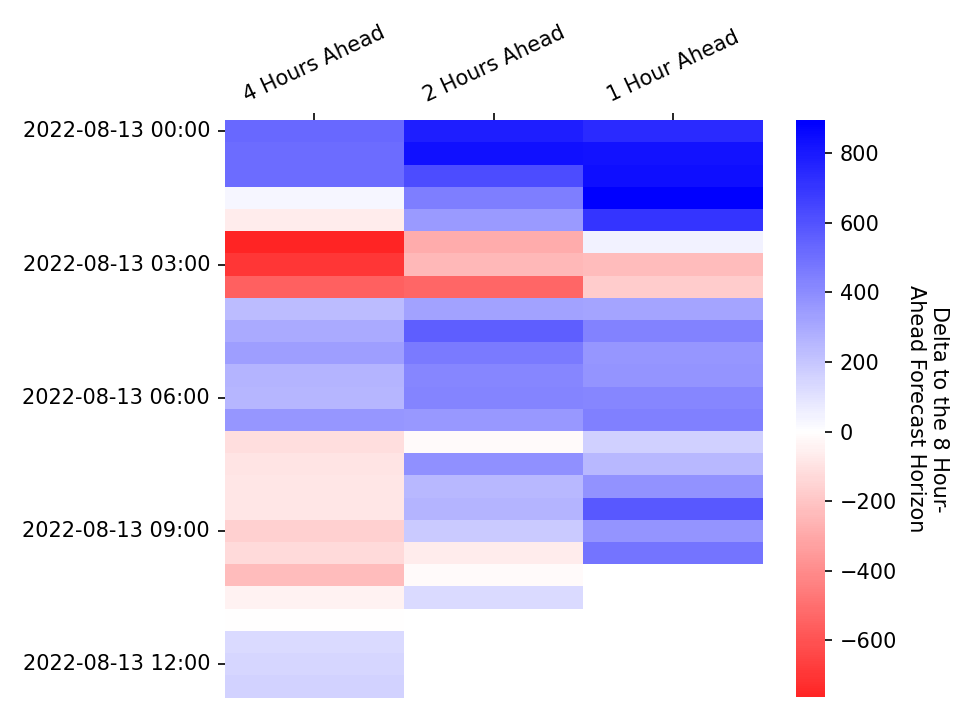 4 Hours Ahead
2 Hours Ahead
1 Hour Ahead
2022-08-13 00:00
2022-08-13 03:00
2022-08-13 06:00
2022-08-13 09:00
2022-08-13 12:00
800
600
400
200
0
−200
−400
−600
Delta to the 8 Hour-
Ahead Forecast Horizon